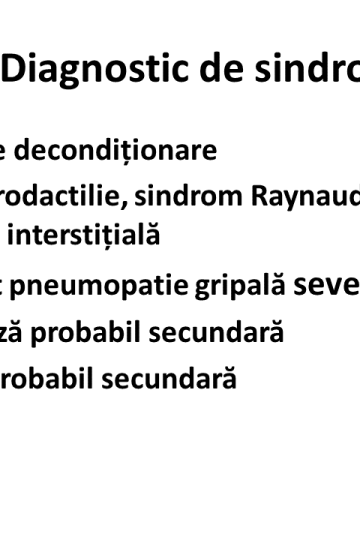 Diagnostic de sindro
e decondiționare
rodactilie, sindrom Raynaud
interstițială
pneumopatie gripală seve
ză probabil secundară
robabil secundară